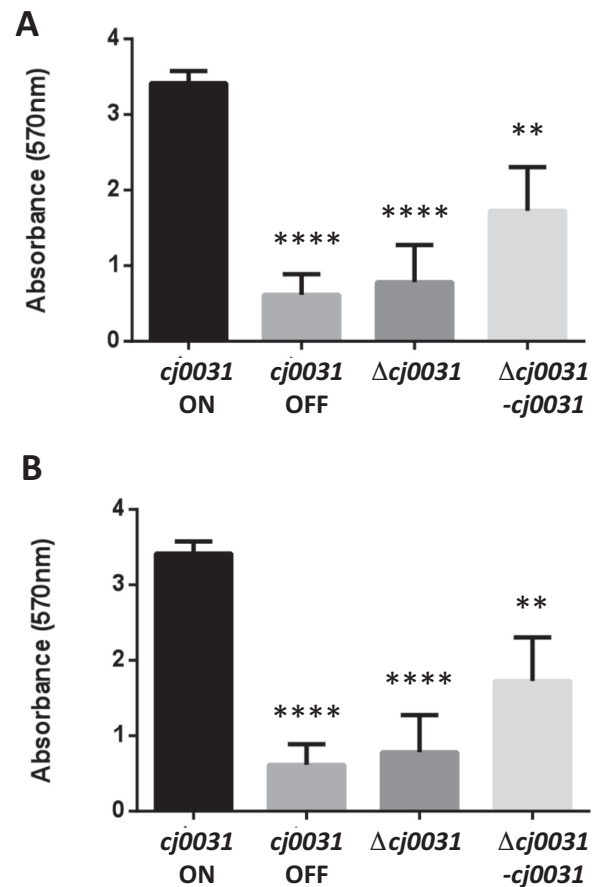 A
Absorbance (570nm)
4
3
2
1
0
****
****
**
cj0031 cj0031 Δcj0031 Δcj0031
ON OFF -cj0031
B
Absorbance (570nm)
4
3
2
1
0
****
****
**
cj0031 cj0031 Δcj0031 Δcj0031
ON OFF -cj0031